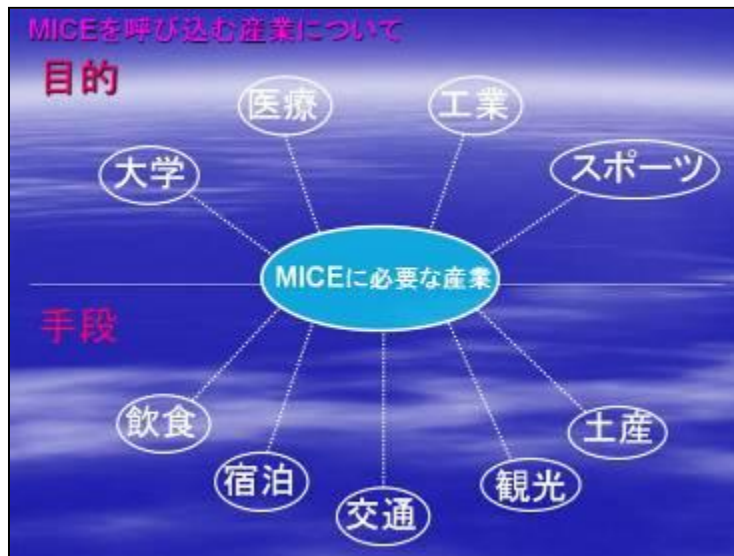 MICEを呼び込む産業について
目的
医療
工業
大学
スポーツ
MICEに必要な産業
手段
飲食
土産
宿泊
観光
交通